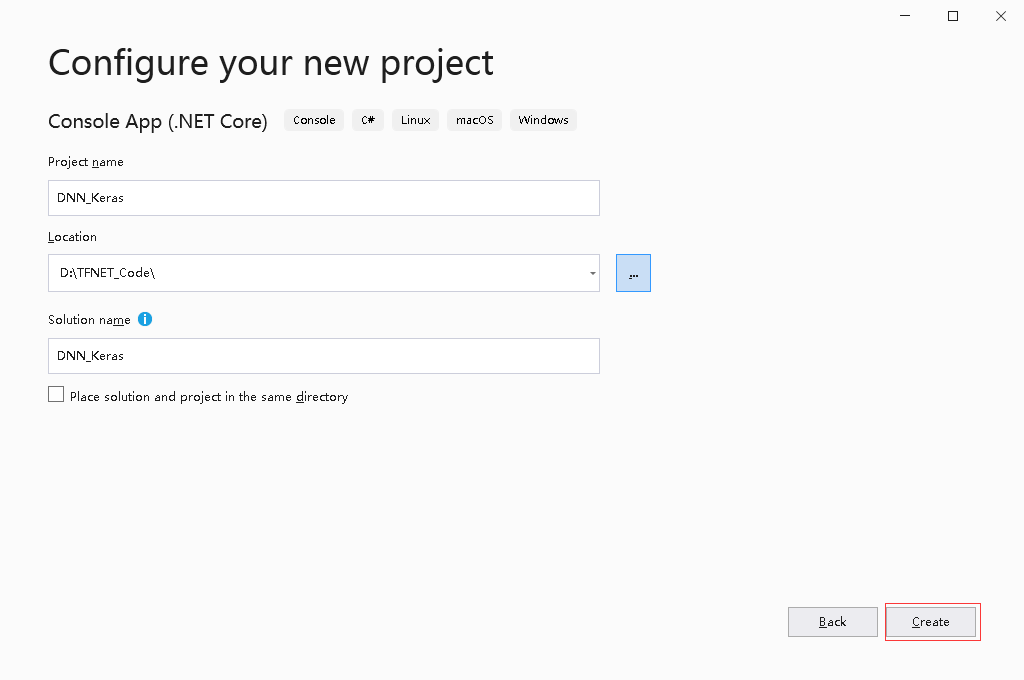 Configure your new project
Console App (.NET Core) Console C# Linux macOS Windows
Project name
DNN_Keras
Location
D:\TFNET_Code\
...
Solution name
DNN_Keras
Place solution and project in the same directory
Back Create